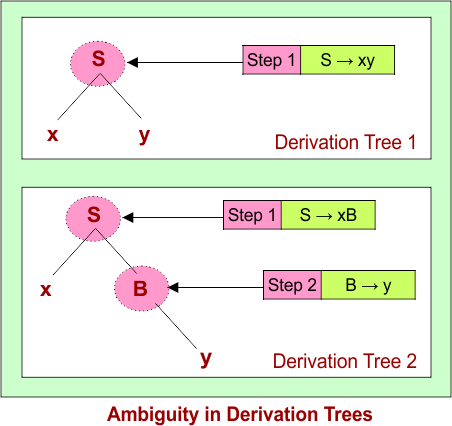 S
Step 1 S → xy
x y
Derivation Tree 1
S
Step 1 S → xB
x
B
Step 2 B → y
y
Derivation Tree 2
Ambiguity in Derivation Trees